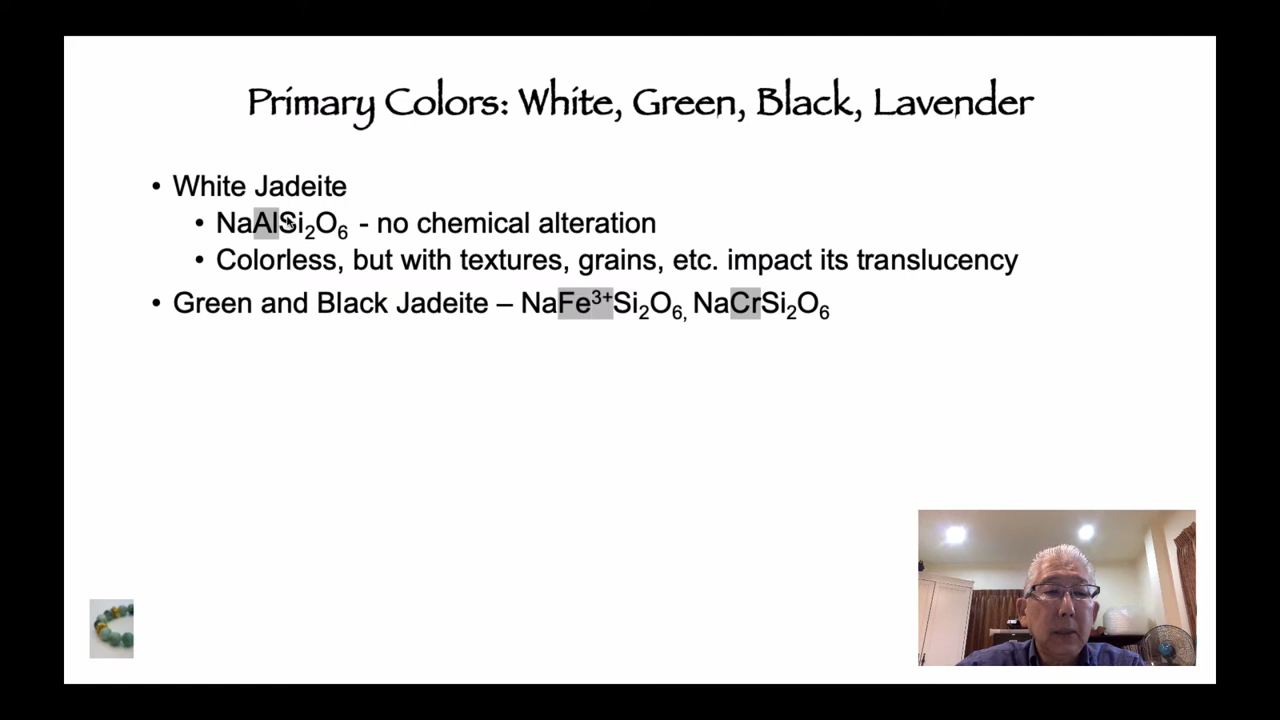 Primary Colors: White, Green, Black, Lavender
• White Jadeite
• NaAlSi₂O₆ - no chemical alteration
• Colorless, but with textures, grains, etc. impact its translucency
• Green and Black Jadeite – NaFe³⁺Si₂O₆, NaCrSi₂O₆